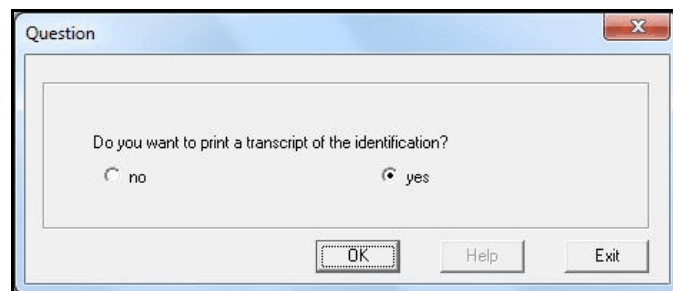 Question
Do you want to print a transcript of the identification?
no yes
OK Help Exit